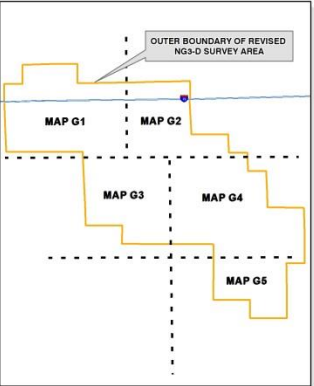 OUTER BOUNDARY OF REVISED
NG3-D SURVEY AREA
MAP G1
MAP G2
MAP G3
MAP G4
MAP G5